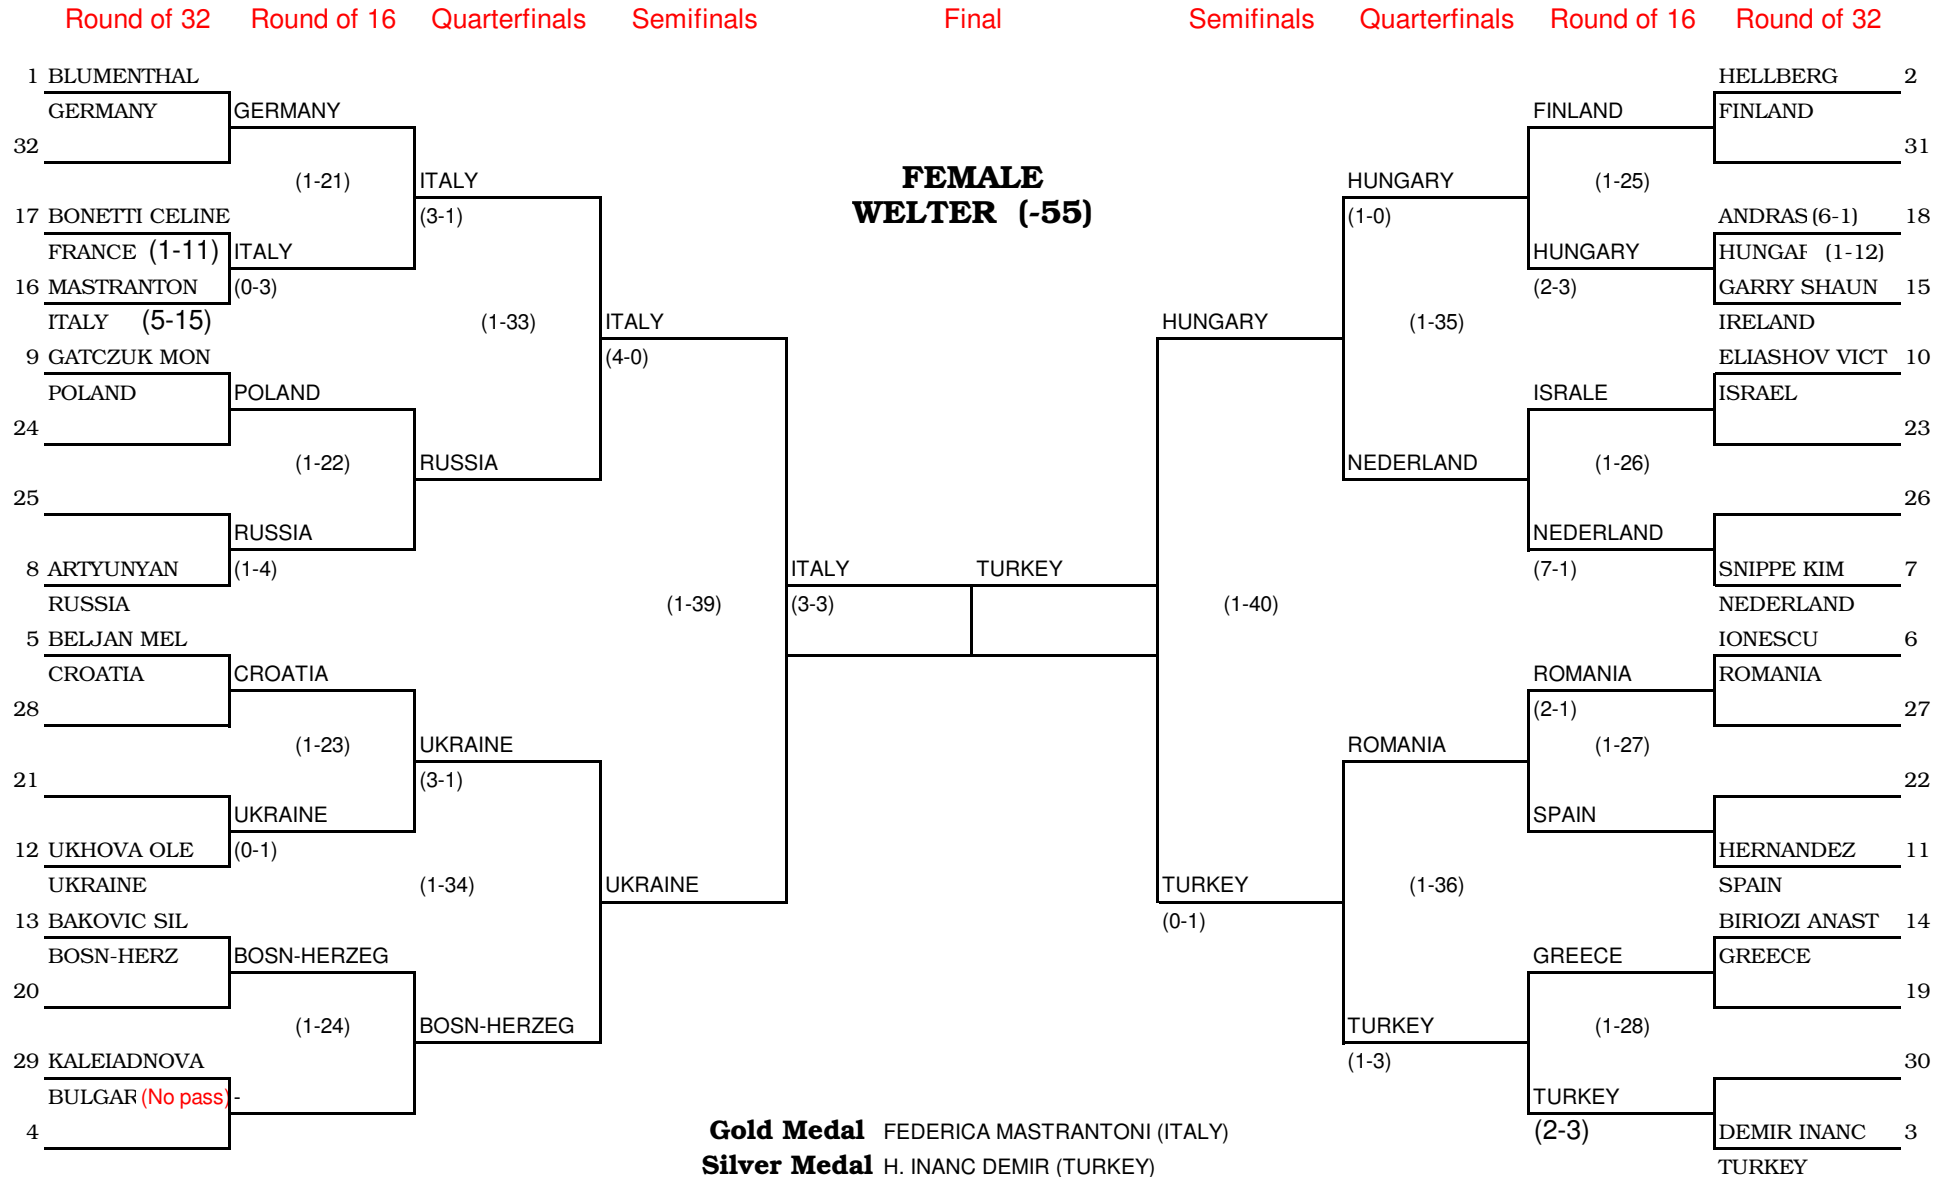 Round of 32 Round of 16 Quarterfinals Semifinals Final Semifinals Quarterfinals Round of 16 Round of 32
1 BLUMENTHAL HELLBERG 2
GERMANY GERMANY FINLAND FINLAND
32 31
(1-21) ITALY FEMALE HUNGARY (1-25)
17 BONETTI CELINE (3-1) WELTER (-55) (1-0) ANDRAS (6-1) 18
FRANCE (1-11) ITALY HUNGARY HUNGAR (1-12)
16 MASTRANTON (0-3) (2-3) GARRY SHAUN 15
ITALY (5-15) (1-33) ITALY HUNGARY (1-35) IRELAND
9 GATCZUK MON (4-0) ELIASHOV VICT 10
POLAND POLAND ISRALE ISRAEL
24 23
(1-22) RUSSIA NEDERLAND (1-26)
25 26
RUSSIA NEDERLAND
8 ARTYUNYAN (1-4) ITALY TURKEY (7-1) SNIPPE KIM 7
RUSSIA (1-39) (3-3) (1-40) NEDERLAND
5 BELJAN MEL IONESCU 6
CROATIA CROATIA ROMANIA ROMANIA
28 (2-1) 27
(1-23) UKRAINE ROMANIA (1-27)
21 (3-1) 22
UKRAINE SPAIN
12 UKHOVA OLE (0-1) HERNANDEZ 11
UKRAINE (1-34) UKRAINE TURKEY (1-36) SPAIN
13 BAKOVIC SIL (0-1) BIRIOZI ANAST 14
BOSN-HERZ BOSN-HERZEG GREECE GREECE
20 19
(1-24) BOSN-HERZEG TURKEY (1-28)
29 KALEIADNOVA (1-3) 30
BULGAR (No pass) - TURKEY
4 Gold Medal FEDERICA MASTRANTONI (ITALY) (2-3) DEMIR INANC 3
Silver Medal H. INANC DEMIR (TURKEY) TURKEY